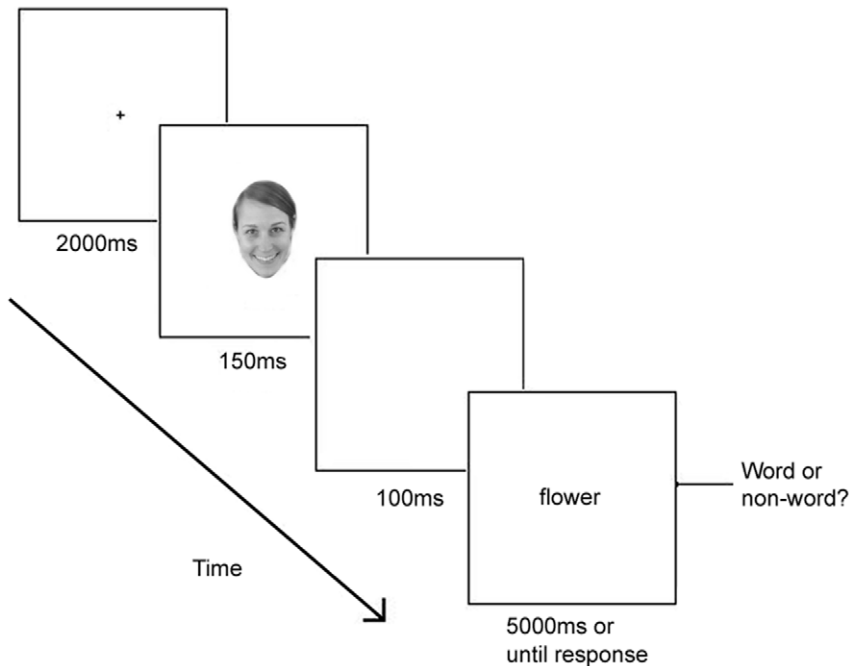 +
2000ms
150ms
100ms
flower
Word or
non-word?
Time
5000ms or
until response